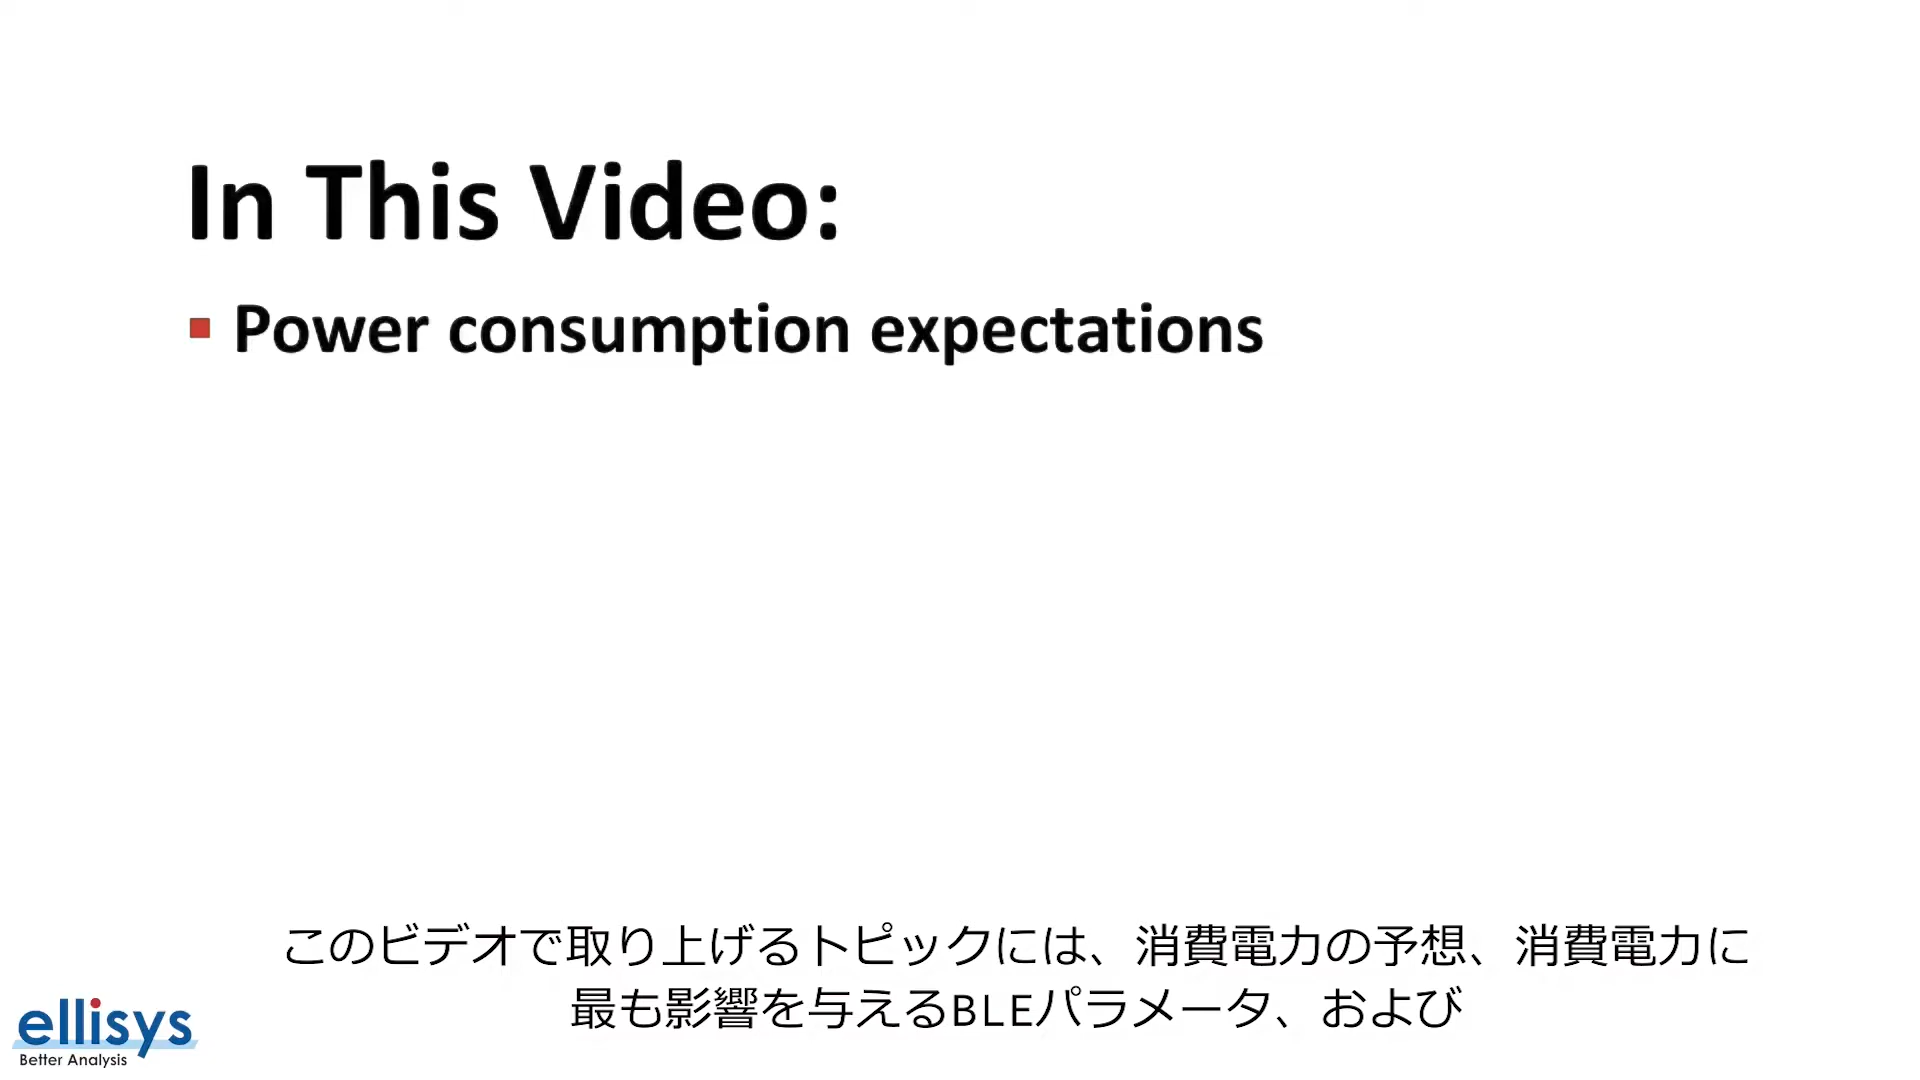 In This Video:
▪ Power consumption expectations
このビデオで取り上げるトピックには、消費電力の予想、消費電力に
最も影響を与えるBLEパラメータ、および
ellisys
Better Analysis